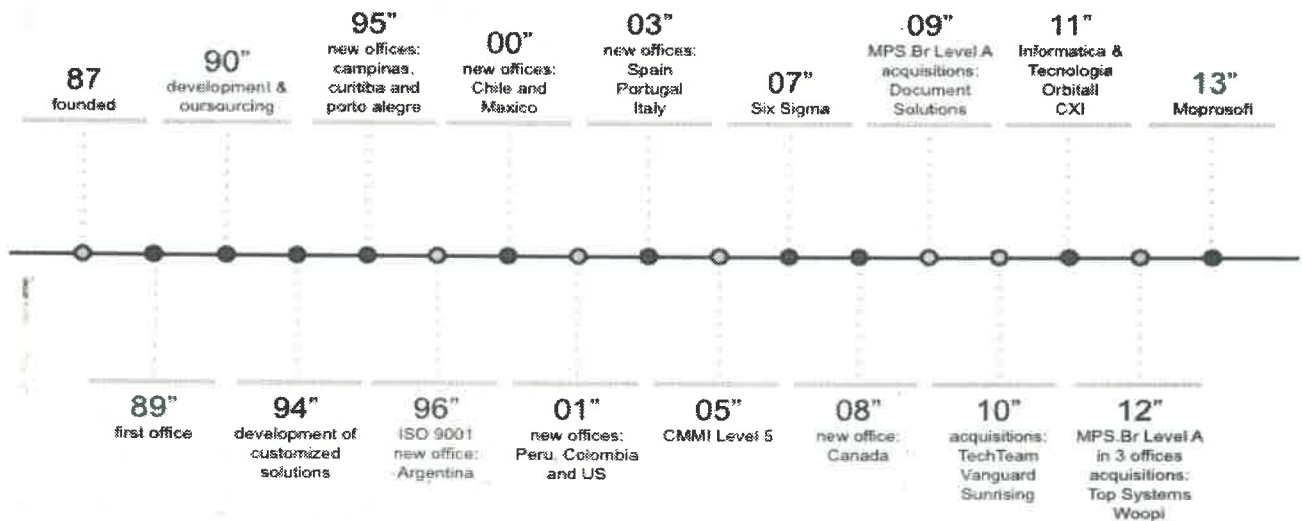 87
founded
90"
development &
oursourcing
95"
new offices:
campinas,
curitiba and
porto alegre
00"
new offices:
Chile and
Mexico
03"
new offices:
Spain
Portugal
Italy
07"
Six Sigma
09"
MPS.Br Level A
acquisitions:
Document
Solutions
11"
Informatica &
Tecnologia
Orbitall
CXI
13"
Moprosoft
89"
first office
94"
development of
customized
solutions
96"
ISO 9001
new office:
Argentina
01"
new offices:
Peru, Colombia
and US
05"
CMMI Level 5
08"
new office:
Canada
10"
acquisitions:
TechTeam
Vanguard
Sunrising
12"
MPS.Br Level A
in 3 offices
acquisitions:
Top Systems
Woopi